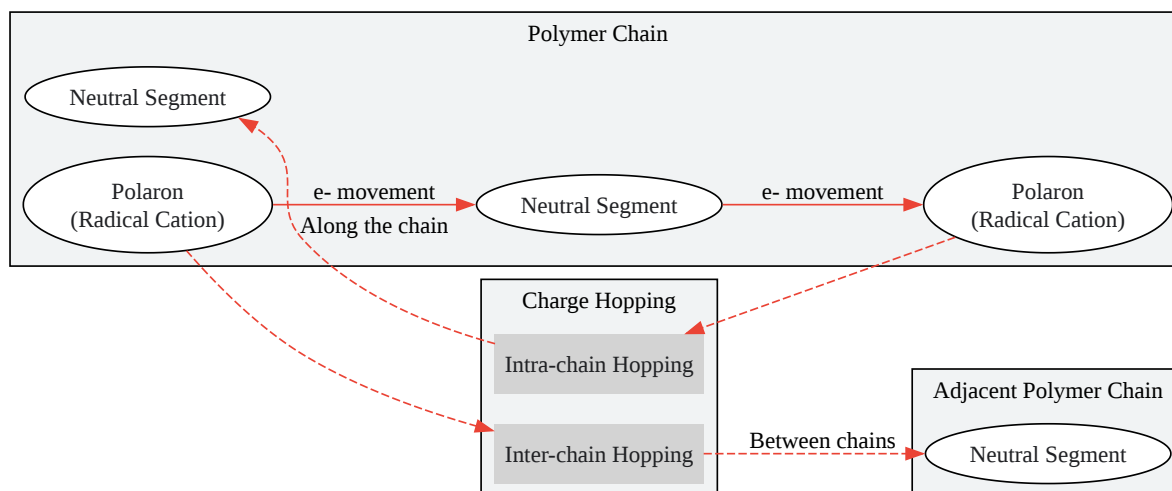 Polymer Chain
Neutral Segment
Polaron
(Radical Cation)
e- movement
Along the chain
Neutral Segment
e- movement
Polaron
(Radical Cation)
Charge Hopping
Intra-chain Hopping
Inter-chain Hopping
Between chains
Adjacent Polymer Chain
Neutral Segment